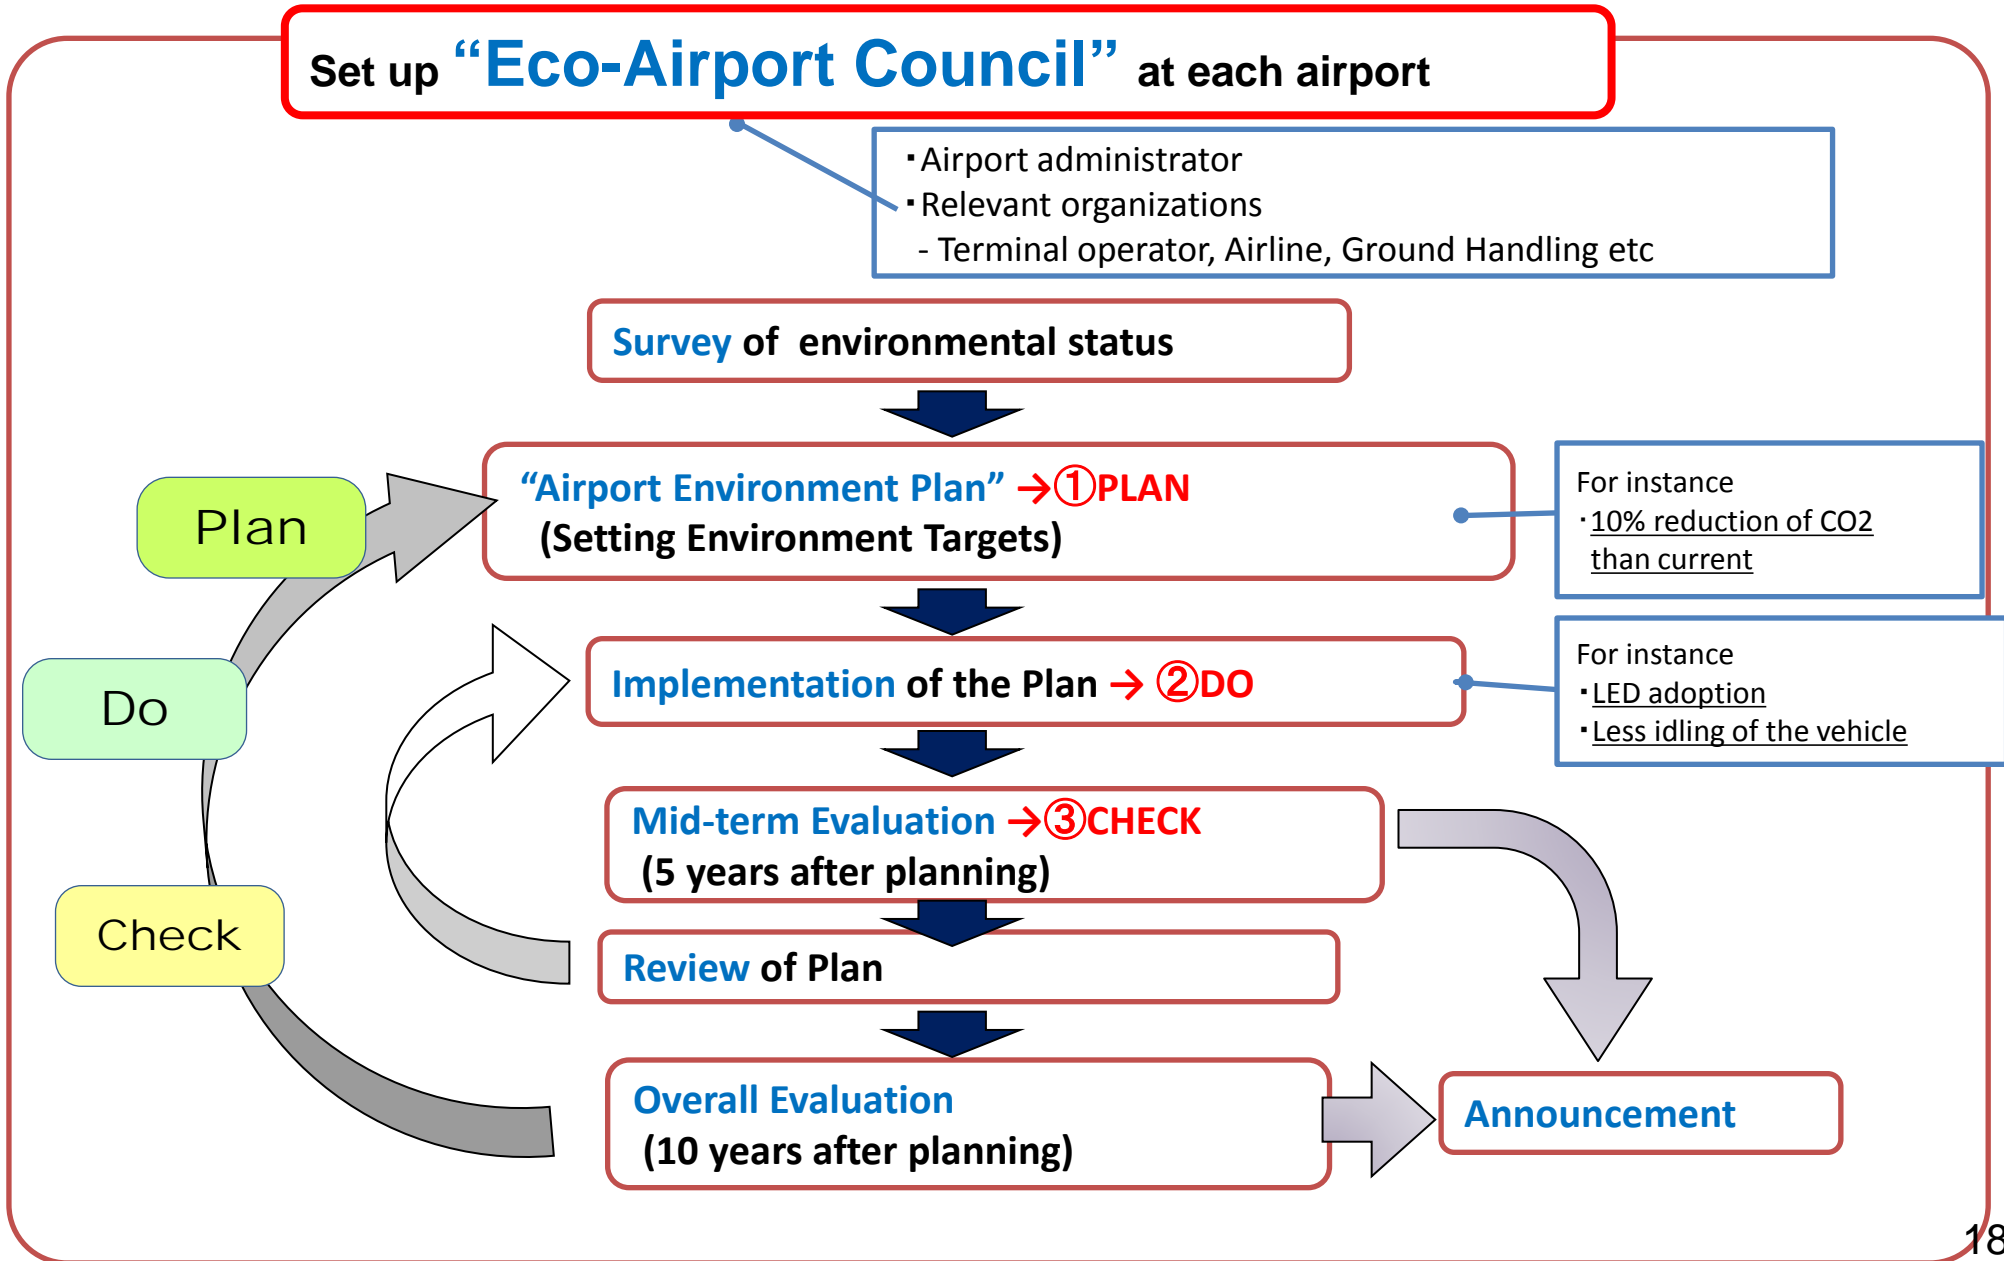 Set up “Eco-Airport Council” at each airport
・Airport administrator
・Relevant organizations
- Terminal operator, Airline, Ground Handling etc
Survey of environmental status
“Airport Environment Plan” →①PLAN
(Setting Environment Targets)
For instance
・10% reduction of CO2
than current
Plan
Implementation of the Plan → ②DO
For instance
・LED adoption
・Less idling of the vehicle
Do
Mid-term Evaluation →③CHECK
(5 years after planning)
Check
Review of Plan
Overall Evaluation
(10 years after planning)
Announcement
18